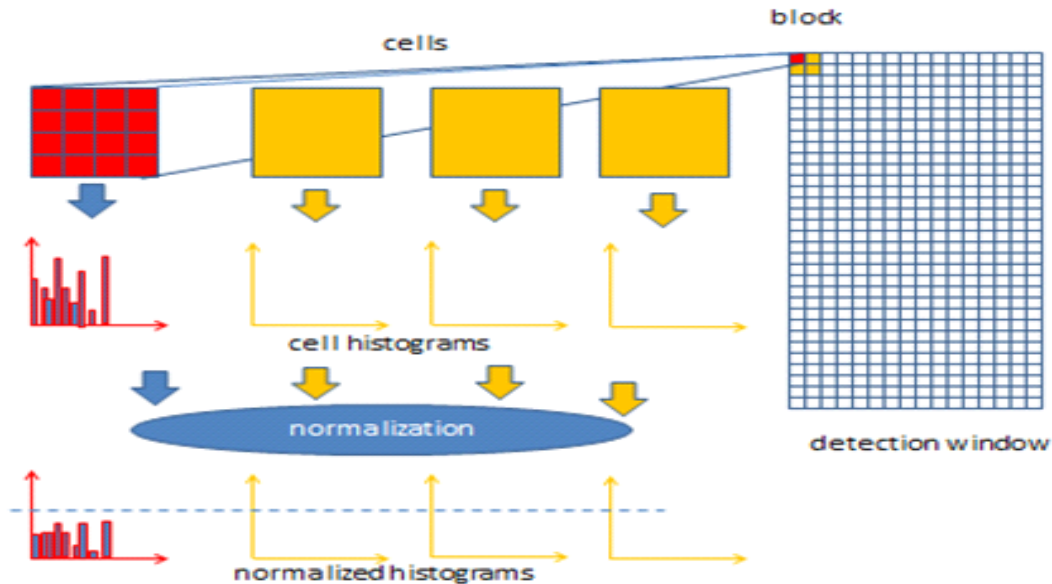 block
cells
cell histograms
normalization
detection window
normalized histograms